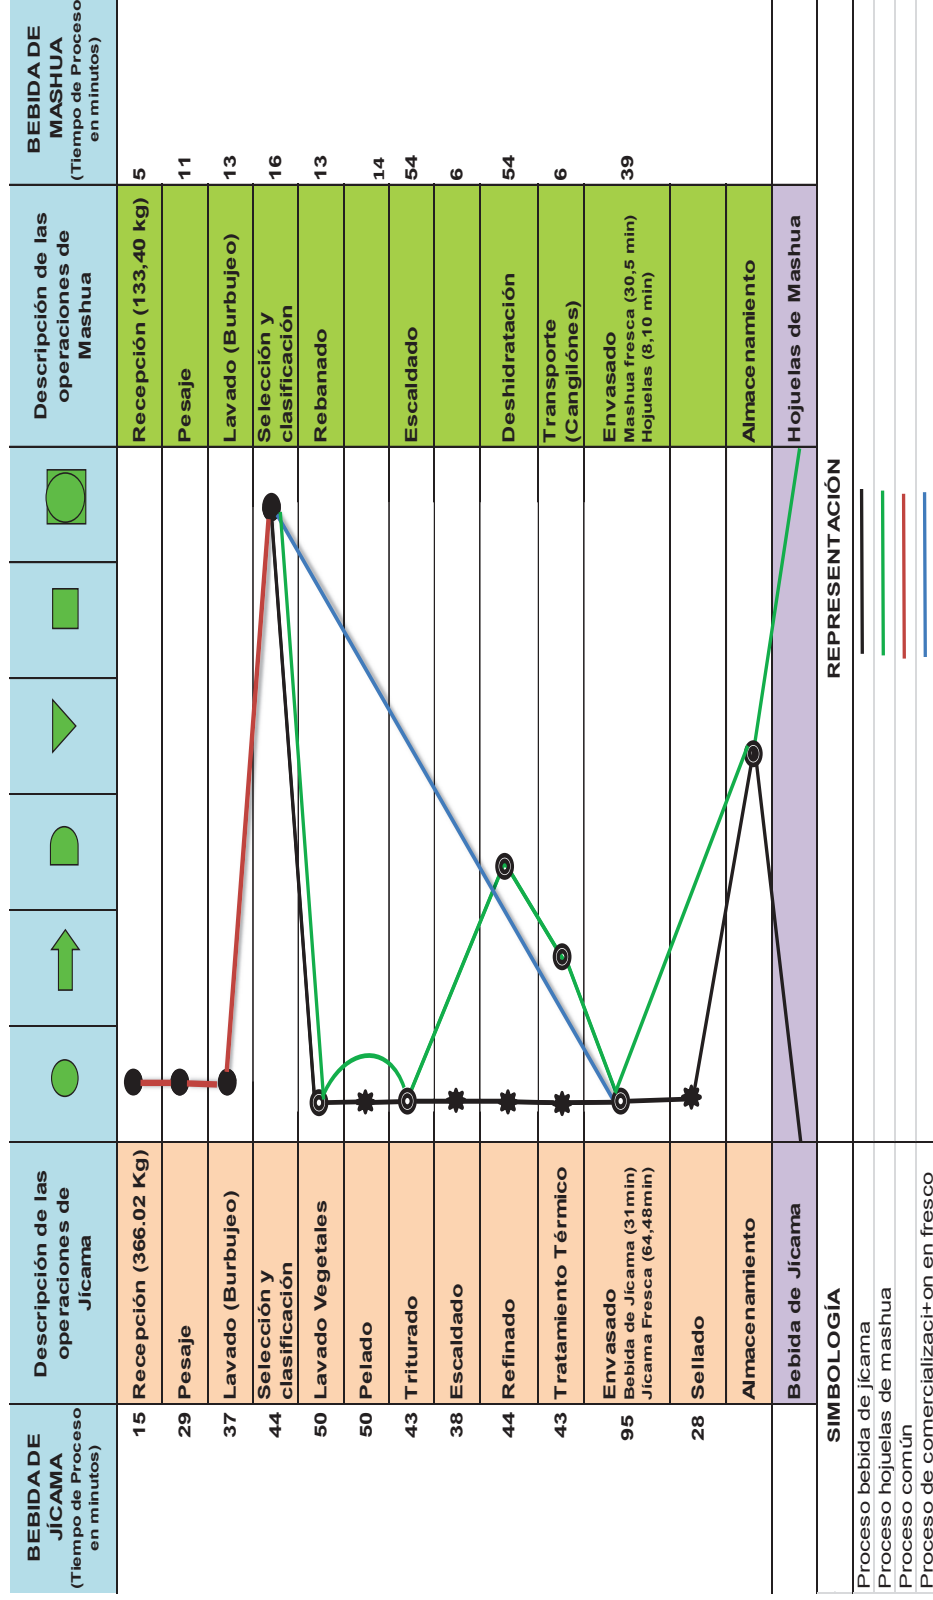 BEBIDA DE
JÍCAMA
(Tiempo de Proceso
en minutos)
Descripción de las
operaciones de
Jícama
Descripción de las
operaciones de
Mashua
BEBIDA DE
MASHUA
(Tiempo de Proceso
en minutos)
15
Recepción (366.02 Kg)
Recepción (133,40 kg)
5
29
Pesaje
Pesaje
11
37
Lavado (Burbujeo)
Lavado (Burbujeo)
13
44
Selección y
clasificación
Selección y
clasificación
16
50
Lavado Vegetales
Rebanado
13
50
Pelado
14
43
Triturado
Escaldado
54
38
Escaldado
6
44
Refinado
Deshidratación
54
43
Tratamiento Térmico
Transporte
(Cangilónes)
6
95
Envasado
Bebida de Jícama (31min)
Jícama Fresca (64,48min)
Envasado
Mashua fresca (30,5 min)
Hojuelas (8,10 min)
39
28
Sellado
Almacenamiento
Almacenamiento
Bebida de Jícama
Hojuelas de Mashua
SIMBOLOGÍA
REPRESENTACIÓN
Proceso bebida de jícama
Proceso hojuelas de mashua
Proceso común
Proceso de comercializaci+on en fresco